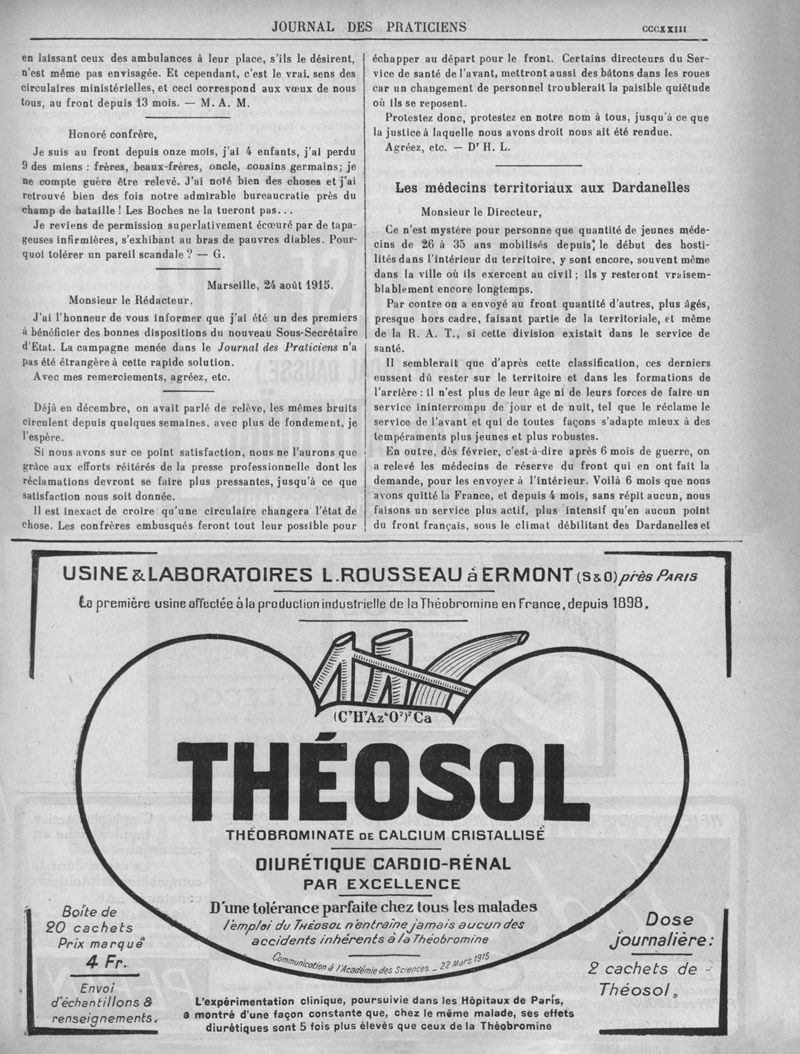 JOURNAL DES PRATICIENS
CCCXXIII
en laissant ceux des ambulances à leur place, s'ils le désirent,
n'est même pas envisagée. Et cependant, c'est le vrai. sens des
circulaires ministérielles, et ceci correspond aux vœux de nous
tous, au front depuis 13 mois. — M. A. M.
Honoré confrère,
Je suis au front depuis onze mois, j'ai 4 enfants, j'ai perdu
9 des miens : frères, beaux-frères, oncle, cousins germains; je
ne compte guère être relevé. J'ai noté bien des choses et j'ai
retrouvé bien des fois notre admirable bureaucratie près du
champ de bataille ! Les Boches ne la tueront pas...
Je reviens de permission superlativement écœuré par de tapa-
geuses infirmières, s'exhibant au bras de pauvres diables. Pour-
quoi tolérer un pareil scandale ? — G.
Marseille, 24 août 1915.
Monsieur le Rédacteur,
J'ai l'honneur de vous informer que j'ai été un des premiers
à bénéficier des bonnes dispositions du nouveau Sous-Secrétaire
d'Etat. La campagne menée dans le Journal des Praticiens n'a
pas été étrangère à cette rapide solution.
Avec mes remerciements, agréez, etc.
Déjà en décembre, on avait parlé de relève, les mêmes bruits
circulent depuis quelques semaines, avec plus de fondement, je
l'espère.
Si nous avons sur ce point satisfaction, nous ne l'aurons que
grâce aux efforts réitérés de la presse professionnelle dont les
réclamations devront se faire plus pressantes, jusqu'à ce que
satisfaction nous soit donnée.
Il est inexact de croire qu'une circulaire changera l'état de
chose. Les confrères embusqués feront tout leur possible pour
échapper au départ pour le front. Certains directeurs du Ser-
vice de santé de l'avant, mettront aussi des bâtons dans les roues
car un changement de personnel troublerait la paisible quiétude
où ils se reposent.
Protestez donc, protestez en notre nom à tous, jusqu'à ce que
la justice à laquelle nous avons droit nous ait été rendue.
Agréez, etc. — Dr H. L.
Les médecins territoriaux aux Dardanelles
Monsieur le Directeur,
Ce n'est mystère pour personne que quantité de jeunes méde-
cins de 26 à 35 ans mobilisés depuis le début des hosti-
lités dans l'intérieur du territoire, y sont encore, souvent même
dans la ville où ils exercent au civil ; ils y resteront vraisem-
blablement encore longtemps.
Par contre on a envoyé au front quantité d'autres, plus âgés,
presque hors cadre, faisant partie de la territoriale, et même
de la R. A. T., si cette division existait dans le service de
santé.
Il semblerait que d'après cette classification, ces derniers
eussent dû rester sur le territoire et dans les formations de
l'arrière : il n'est plus de leur âge ni de leurs forces de faire un
service ininterrompu de jour et de nuit, tel que le réclame le
service de l'avant et qui de toutes façons s'adapte mieux à des
tempéraments plus jeunes et plus robustes.
En outre, dès février, c'est-à-dire après 6 mois de guerre, on
a relevé les médecins de réserve du front qui en ont fait la
demande, pour les envoyer à l'intérieur. Voilà 6 mois que nous
avons quitté la France, et depuis 4 mois, sans répit aucun, nous
faisons un service plus actif, plus intensif qu'en aucun point
du front français, sous le climat débilitant des Dardanelles et
USINE & LABORATOIRES L.ROUSSEAU à ERMONT (S & O) près PARIS
La première usine affectée à la production industrielle de la Théobromine en France, depuis 1898.
(C⁷H⁷Az⁴O²)²Ca
THÉOSOL
THÉOBROMINATE DE CALCIUM CRISTALLISÉ
DIURÉTIQUE CARDIO-RÉNAL
PAR EXCELLENCE
D'une tolérance parfaite chez tous les malades
l'emploi du THÉOSOL n'entraîne jamais aucun des
accidents inhérents à la Théobromine
Communication à l'Académie des Sciences _ 22 Mars 1915
Boîte de
20 cachets
Prix marqué
4 Fr.
Envoi
d'échantillons &
renseignements.
L'expérimentation clinique, poursuivie dans les Hôpitaux de Paris,
a montré d'une façon constante que, chez le même malade, ses effets
diurétiques sont 5 fois plus élevés que ceux de la Théobromine
Dose
journalière:
2 cachets de
Théosol.